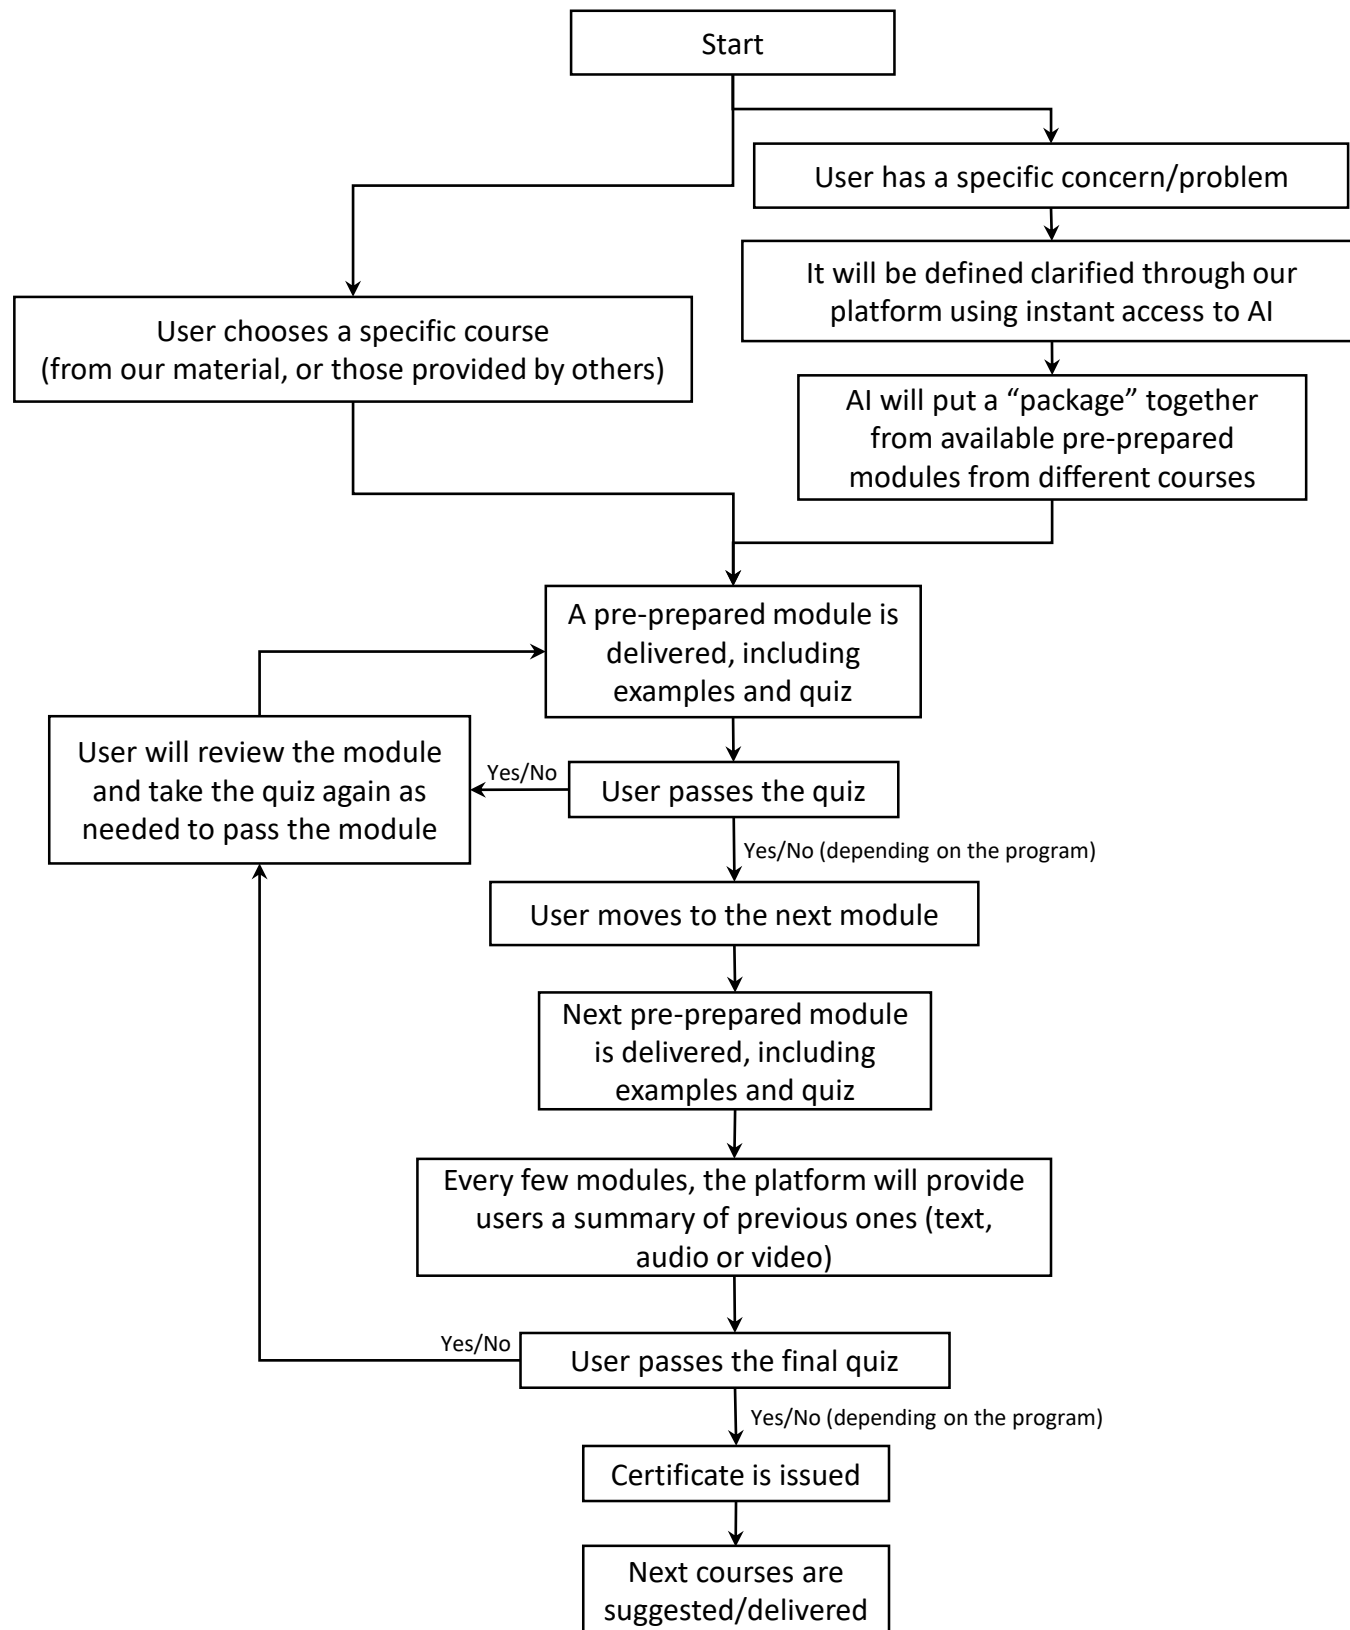 Start
User has a specific concern/problem
It will be defined clarified through our
platform using instant access to AI
User chooses a specific course
(from our material, or those provided by others)
AI will put a “package” together
from available pre-prepared
modules from different courses
A pre-prepared module is
delivered, including
examples and quiz
User will review the module
and take the quiz again as
needed to pass the module
Yes/No
User passes the quiz
Yes/No (depending on the program)
User moves to the next module
Next pre-prepared module
is delivered, including
examples and quiz
Every few modules, the platform will provide
users a summary of previous ones (text,
audio or video)
Yes/No
User passes the final quiz
Yes/No (depending on the program)
Certificate is issued
Next courses are
suggested/delivered